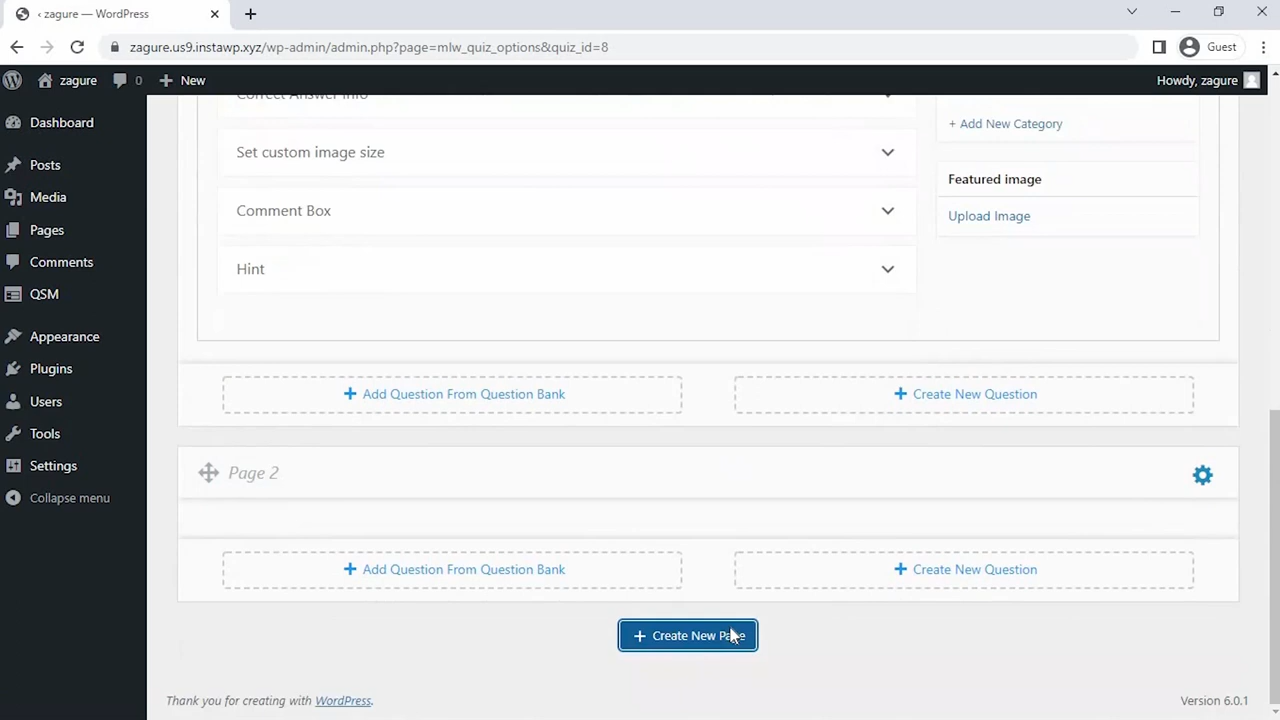 ‹ zagure — WordPress
zagure.us9.instawp.xyz/wp-admin/admin.php?page=mlw_quiz_options&quiz_id=8
Guest
zagure
0
New
Howdy, zagure
Dashboard
Posts
Media
Pages
Comments
QSM
Appearance
Plugins
Users
Tools
Settings
Collapse menu
Correct Answer Info
Set custom image size
Comment Box
Hint
+ Add New Category
Featured image
Upload Image
+ Add Question From Question Bank
+ Create New Question
Page 2
+ Add Question From Question Bank
+ Create New Question
+ Create New Page
Thank you for creating with WordPress.
Version 6.0.1